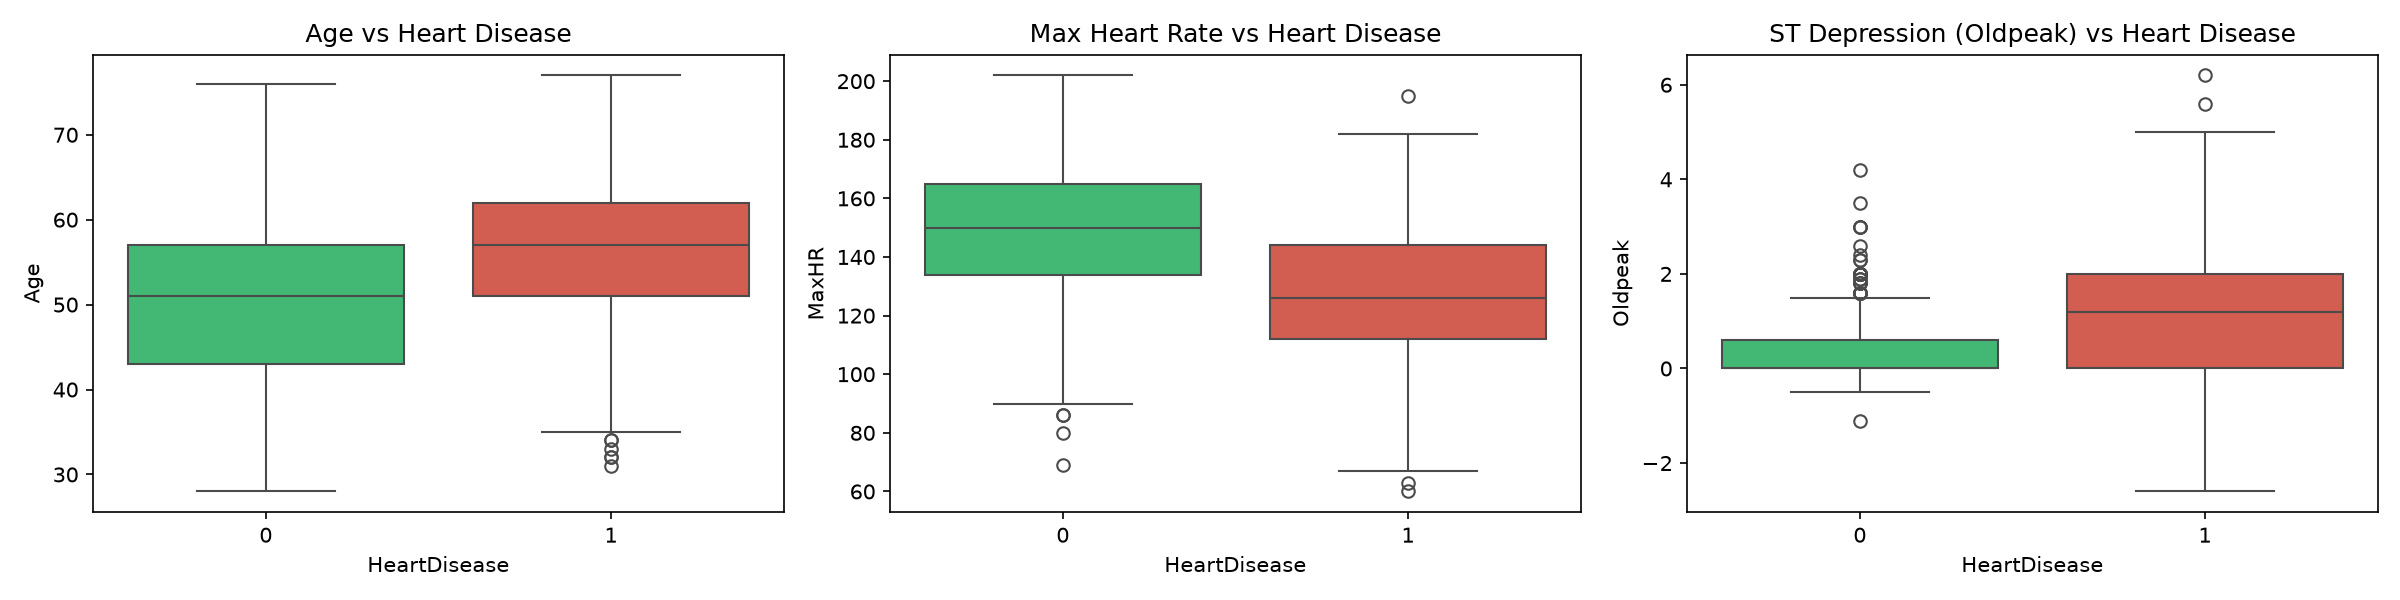 Age vs Heart Disease
Age
70
60
50
40
30
0 1
HeartDisease
Max Heart Rate vs Heart Disease
MaxHR
200
180
160
140
120
100
80
60
0 1
HeartDisease
ST Depression (Oldpeak) vs Heart Disease
Oldpeak
6
4
2
0
−2
0 1
HeartDisease